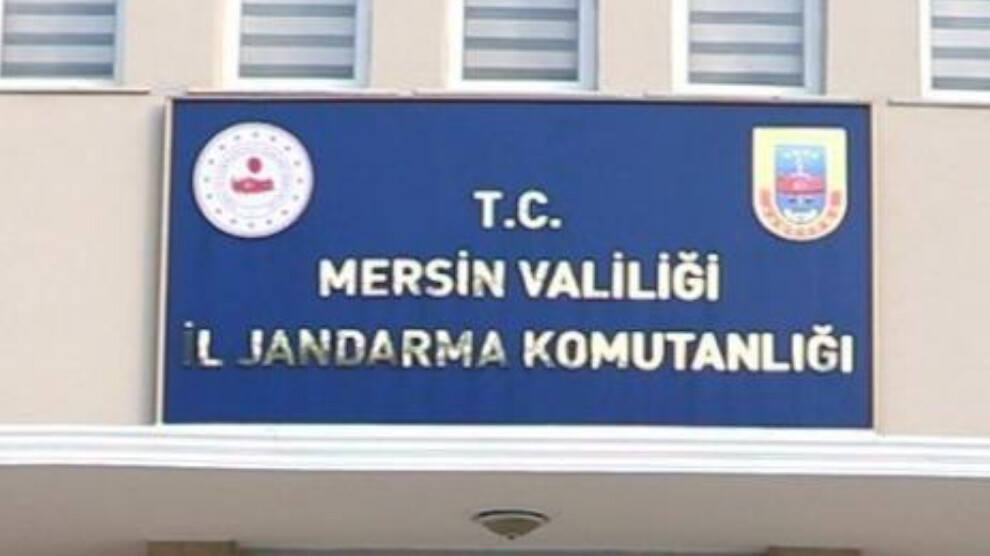 T.C.
MERSİN VALİLİĞİ
İL JANDARMA KOMUTANLIĞI